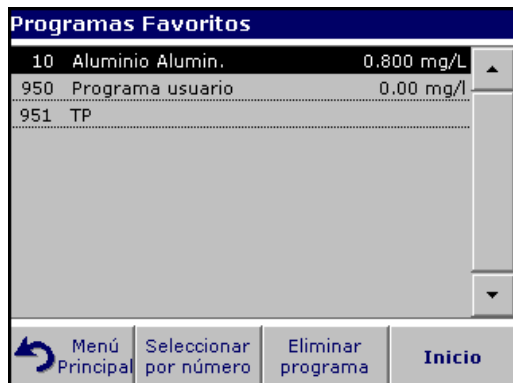 Programas Favoritos
10 Aluminio Alumin. 0.800 mg/L
950 Programa usuario 0.00 mg/l
951 TP
Menú Principal
Seleccionar por número
Eliminar programa
Inicio